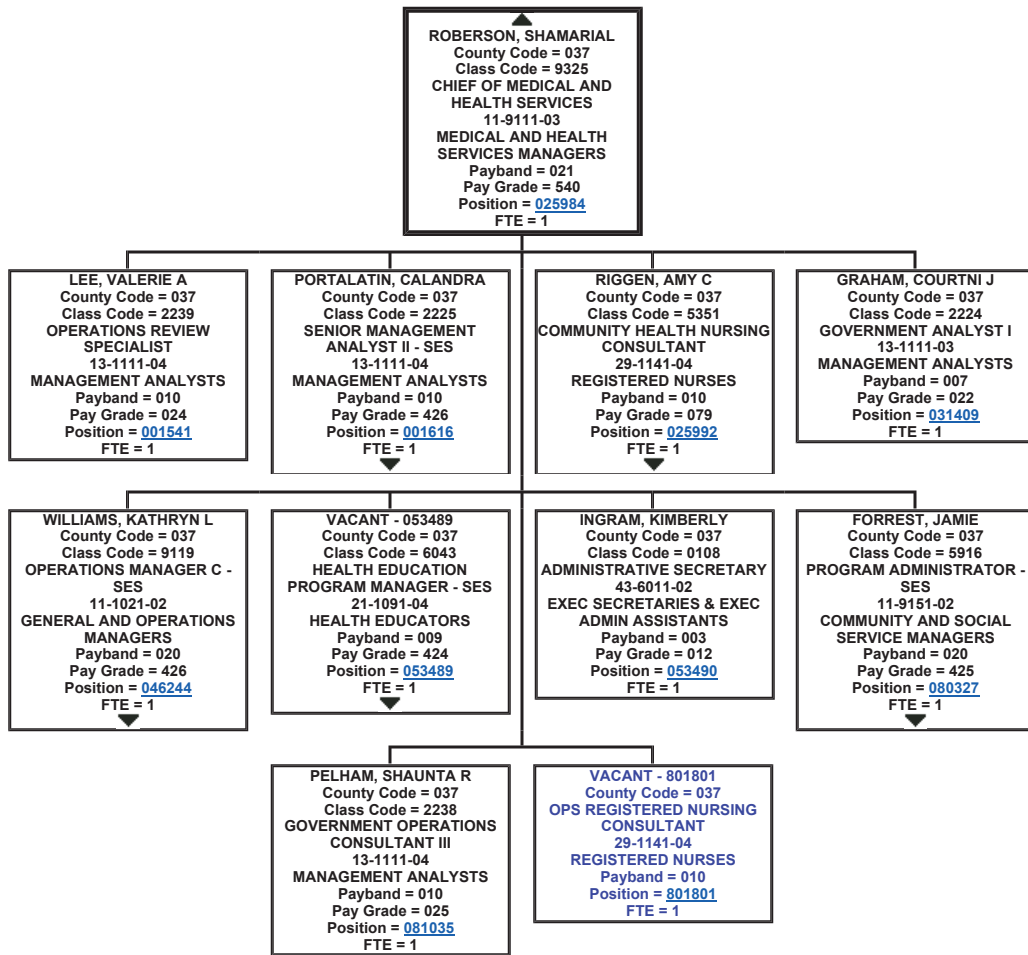 ROBERSON, SHAMARIAL
County Code = 037
Class Code = 9325
CHIEF OF MEDICAL AND
HEALTH SERVICES
11-9111-03
MEDICAL AND HEALTH
SERVICES MANAGERS
Payband = 021
Pay Grade = 540
Position = 025984
FTE = 1
LEE, VALERIE A
County Code = 037
Class Code = 2239
OPERATIONS REVIEW
SPECIALIST
13-1111-04
MANAGEMENT ANALYSTS
Payband = 010
Pay Grade = 024
Position = 001541
FTE = 1
PORTALATIN, CALANDRA
County Code = 037
Class Code = 2225
SENIOR MANAGEMENT
ANALYST II - SES
13-1111-04
MANAGEMENT ANALYSTS
Payband = 010
Pay Grade = 426
Position = 001616
FTE = 1
RIGGEN, AMY C
County Code = 037
Class Code = 5351
COMMUNITY HEALTH NURSING
CONSULTANT
29-1141-04
REGISTERED NURSES
Payband = 010
Pay Grade = 079
Position = 025992
FTE = 1
GRAHAM, COURTNI J
County Code = 037
Class Code = 2224
GOVERNMENT ANALYST I
13-1111-03
MANAGEMENT ANALYSTS
Payband = 007
Pay Grade = 022
Position = 031409
FTE = 1
WILLIAMS, KATHRYN L
County Code = 037
Class Code = 9119
OPERATIONS MANAGER C -
SES
11-1021-02
GENERAL AND OPERATIONS
MANAGERS
Payband = 020
Pay Grade = 426
Position = 046244
FTE = 1
VACANT - 053489
County Code = 037
Class Code = 6043
HEALTH EDUCATION
PROGRAM MANAGER - SES
21-1091-04
HEALTH EDUCATORS
Payband = 009
Pay Grade = 424
Position = 053489
FTE = 1
INGRAM, KIMBERLY
County Code = 037
Class Code = 0108
ADMINISTRATIVE SECRETARY
43-6011-02
EXEC SECRETARIES & EXEC
ADMIN ASSISTANTS
Payband = 003
Pay Grade = 012
Position = 053490
FTE = 1
FORREST, JAMIE
County Code = 037
Class Code = 5916
PROGRAM ADMINISTRATOR -
SES
11-9151-02
COMMUNITY AND SOCIAL
SERVICE MANAGERS
Payband = 020
Pay Grade = 425
Position = 080327
FTE = 1
PELHAM, SHAUNTA R
County Code = 037
Class Code = 2238
GOVERNMENT OPERATIONS
CONSULTANT III
13-1111-04
MANAGEMENT ANALYSTS
Payband = 010
Pay Grade = 025
Position = 081035
FTE = 1
VACANT - 801801
County Code = 037
OPS REGISTERED NURSING
CONSULTANT
29-1141-04
REGISTERED NURSES
Payband = 010
Position = 801801
FTE = 1